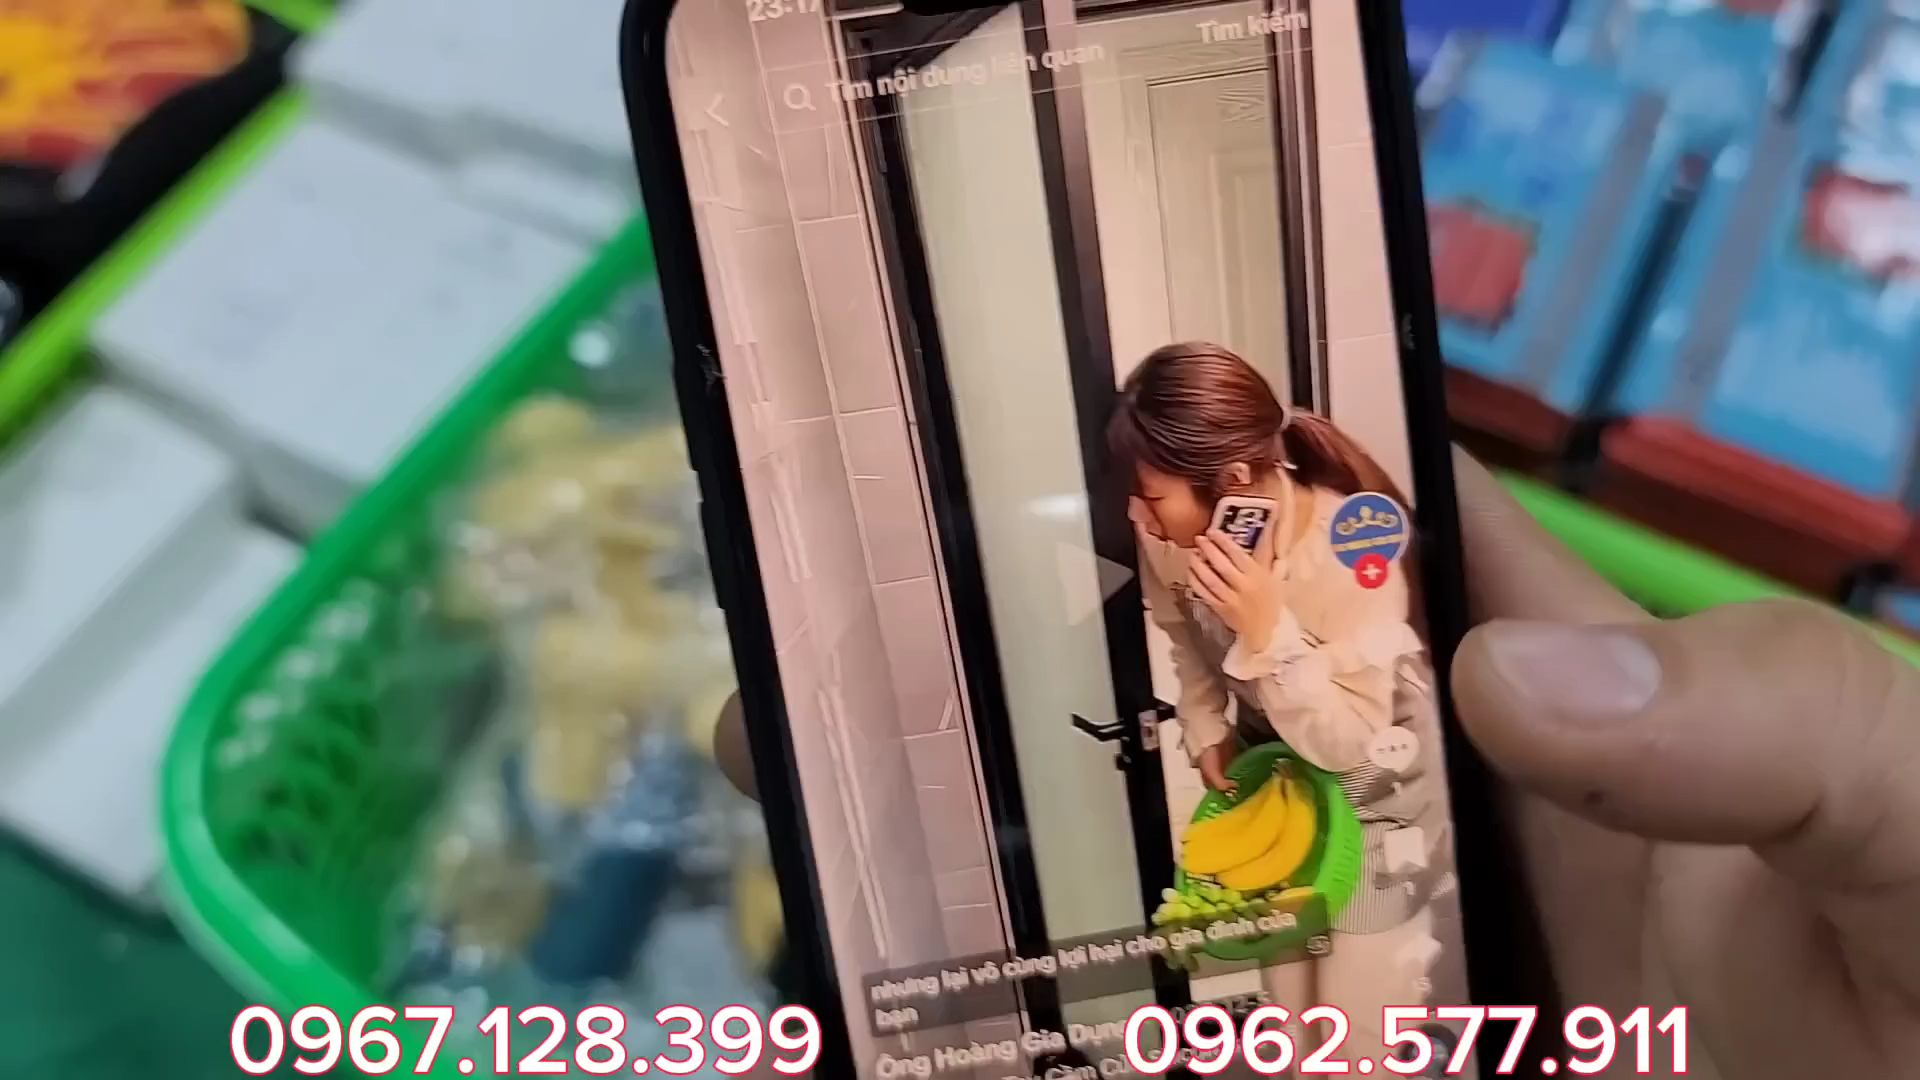 23:17
Tìm kiếm
Tìm nội dung liên quan
nhưng lại vô cùng lợi hại cho gia đình của
bạn
Ông Hoàng Gia Dụng
0967.128.399
0962.577.911